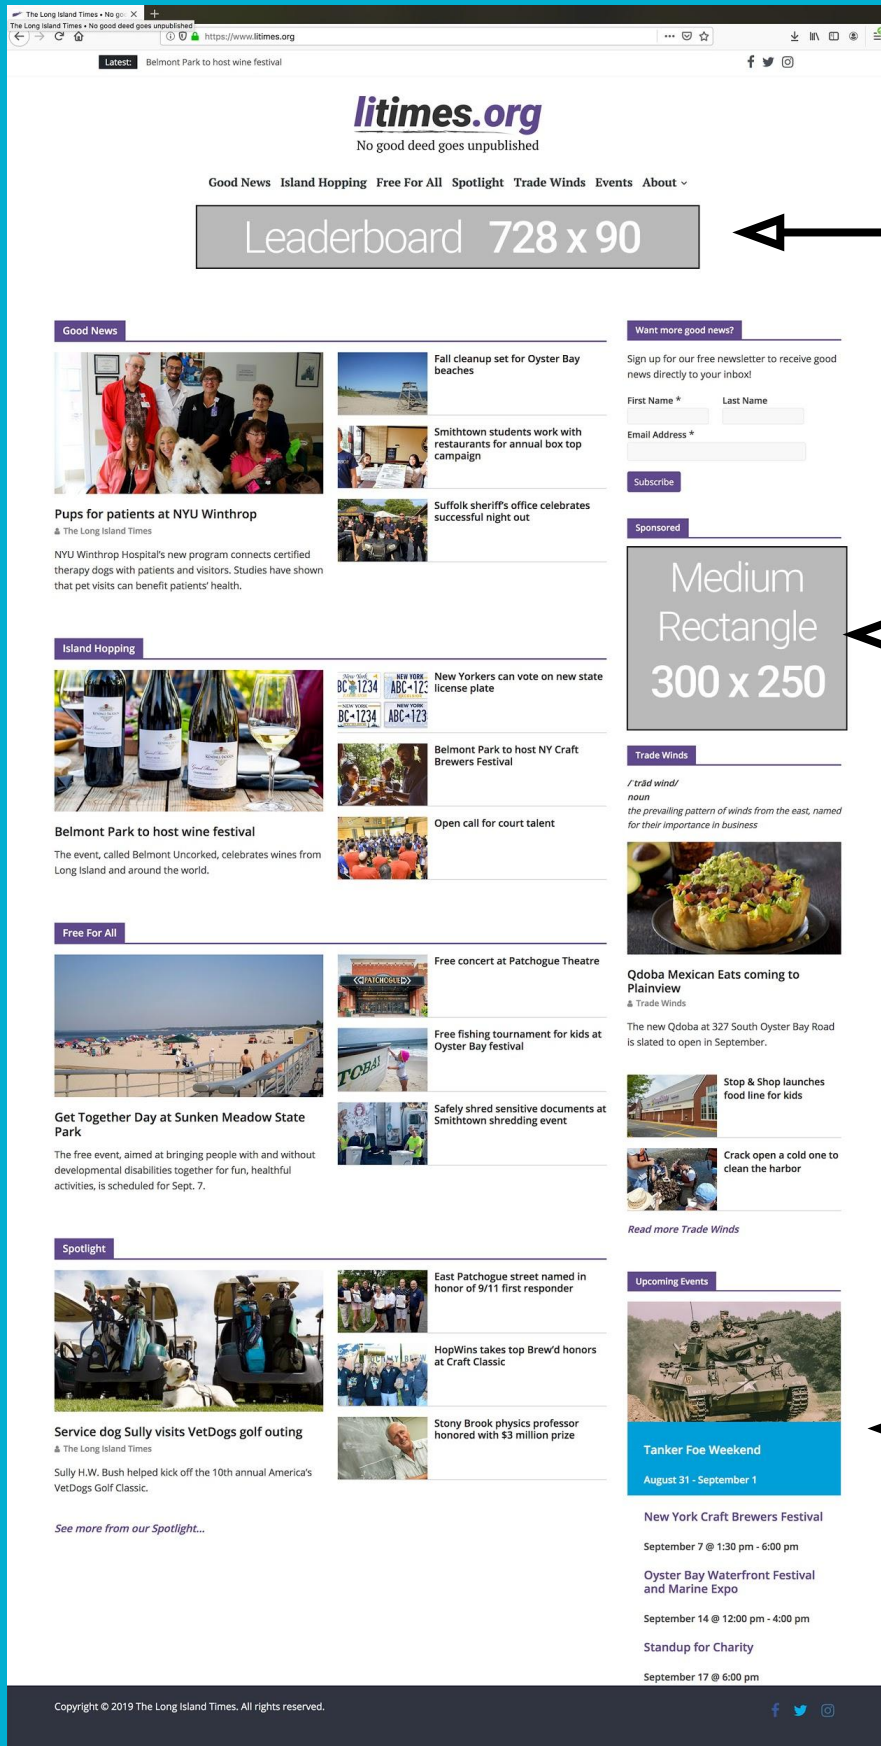 The Long Island Times • No go
The Long Island Times • No good deed goes unpublished
https://www.litimes.org
Latest: Belmont Park to host wine festival
litimes.org
No good deed goes unpublished
Good News Island Hopping Free For All Spotlight Trade Winds Events About
Leaderboard 728 x 90
Good News
Pups for patients at NYU Winthrop
The Long Island Times
NYU Winthrop Hospital's new program connects certified
therapy dogs with patients and visitors. Studies have shown
that pet visits can benefit patients' health.
Fall cleanup set for Oyster Bay
beaches
Smithtown students work with
restaurants for annual box top
campaign
Suffolk sheriff's office celebrates
successful night out
Island Hopping
Belmont Park to host wine festival
The event, called Belmont Uncorked, celebrates wines from
Long Island and around the world.
New York
BC 1234
NEW YORK
ABC-123
NEW YORK
BC-1234
NEW YORK
ABC-123
New Yorkers can vote on new state
license plate
Belmont Park to host NY Craft
Brewers Festival
Open call for court talent
Free For All
Get Together Day at Sunken Meadow State
Park
The free event, aimed at bringing people with and without
developmental disabilities together for fun, healthful
activities, is scheduled for Sept. 7.
PATCHOGUE
Free concert at Patchogue Theatre
TOBAY
Free fishing tournament for kids at
Oyster Bay festival
Safely shred sensitive documents at
Smithtown shredding event
Spotlight
Service dog Sully visits VetDogs golf outing
The Long Island Times
Sully H.W. Bush helped kick off the 10th annual America's
VetDogs Golf Classic.
See more from our Spotlight...
East Patchogue street named in
honor of 9/11 first responder
HopWins takes top Brew'd honors
at Craft Classic
Stony Brook physics professor
honored with $3 million prize
Want more good news?
Sign up for our free newsletter to receive good
news directly to your inbox!
First Name * Last Name
Email Address *
Subscribe
Sponsored
Medium
Rectangle
300 x 250
Trade Winds
/ˈtrād wind/
noun
the prevailing pattern of winds from the east, named
for their importance in business
Qdoba Mexican Eats coming to
Plainview
Trade Winds
The new Qdoba at 327 South Oyster Bay Road
is slated to open in September.
Stop & Shop launches
food line for kids
Crack open a cold one to
clean the harbor
Read more Trade Winds
Upcoming Events
Tanker Foe Weekend
August 31 - September 1
New York Craft Brewers Festival
September 7 @ 1:30 pm - 6:00 pm
Oyster Bay Waterfront Festival
and Marine Expo
September 14 @ 12:00 pm - 4:00 pm
Standup for Charity
September 17 @ 6:00 pm
Copyright © 2019 The Long Island Times. All rights reserved.